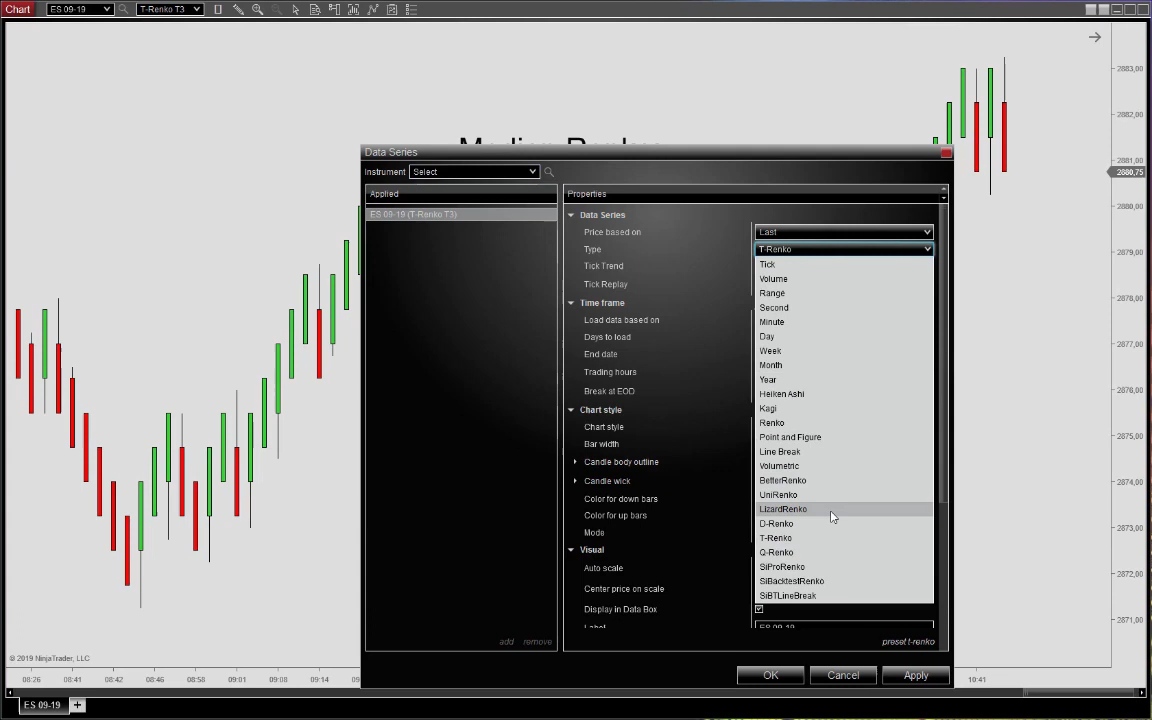 Chart ES 09-19 T-Renko T3
Data Series
Instrument Select
Applied
ES 09-19 (T-Renko T3)
Properties
Data Series
Price based on Last
Type T-Renko
Tick Trend
Tick Replay
Time frame
Load data based on
Days to load
End date
Trading hours
Break at EOD
Chart style
Chart style
Bar width
Candle body outline
Candle wick
Color for down bars
Color for up bars
Mode
Visual
Auto scale
Center price on scale
Display in Data Box
Label ES 09-19
Tick
Volume
Range
Second
Minute
Day
Week
Month
Year
Heiken Ashi
Kagi
Renko
Point and Figure
Line Break
Volumetric
BetterRenko
UniRenko
LizardRenko
D-Renko
T-Renko
Q-Renko
SiProRenko
SiBacktestRenko
SiBTLineBreak
add remove
preset t-renko
OK Cancel Apply
2883,00
2882,00
2881,00
2880,75
2880,00
2879,00
2878,00
2877,00
2876,00
2875,00
2874,00
2873,00
2872,00
2871,00
© 2019 NinjaTrader, LLC
08:26 08:41 08:42 08:46 08:56 09:03 09:08 09:14 10:41
ES 09-19 +